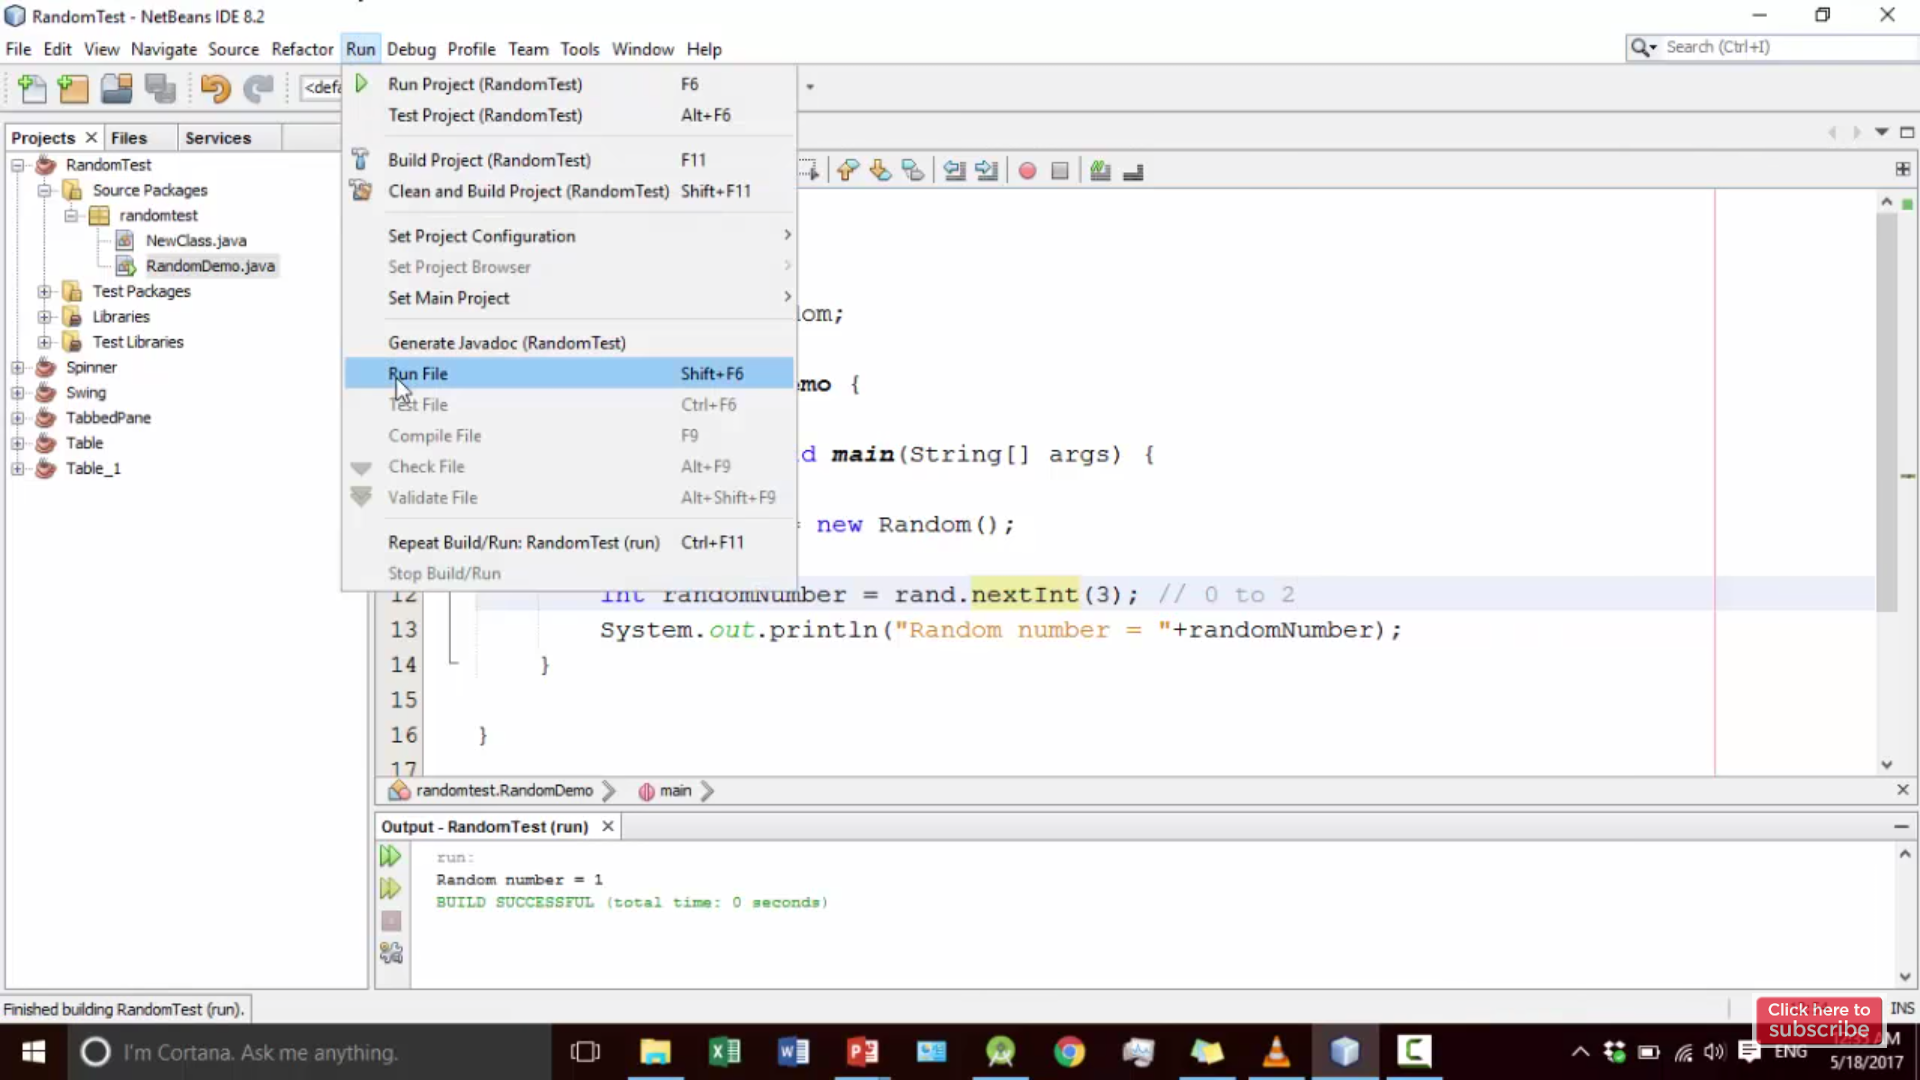 RandomTest - NetBeans IDE 8.2
File Edit View Navigate Source Refactor Run Debug Profile Team Tools Window Help
Search (Ctrl+I)
<defa
Run Project (RandomTest) F6
Test Project (RandomTest) Alt+F6
Build Project (RandomTest) F11
Clean and Build Project (RandomTest) Shift+F11
Set Project Configuration
Set Project Browser
Set Main Project
Generate Javadoc (RandomTest)
Run File Shift+F6
Test File Ctrl+F6
Compile File F9
Check File Alt+F9
Validate File Alt+Shift+F9
Repeat Build/Run: RandomTest (run) Ctrl+F11
Stop Build/Run
Projects Files Services
RandomTest
Source Packages
randomtest
NewClass.java
RandomDemo.java
Test Packages
Libraries
Test Libraries
Spinner
Swing
TabbedPane
Table
Table_1
om;
mo {
d main(String[] args) {
= new Random();
12 int randomNumber = rand.nextInt(3); // 0 to 2
13 System.out.println("Random number = "+randomNumber);
14 }
15
16 }
17
randomtest.RandomDemo main
Output - RandomTest (run)
run:
Random number = 1
BUILD SUCCESSFUL (total time: 0 seconds)
Finished building RandomTest (run).
INS
Click here to
subscribe
I'm Cortana. Ask me anything.
ENG
AM
5/18/2017